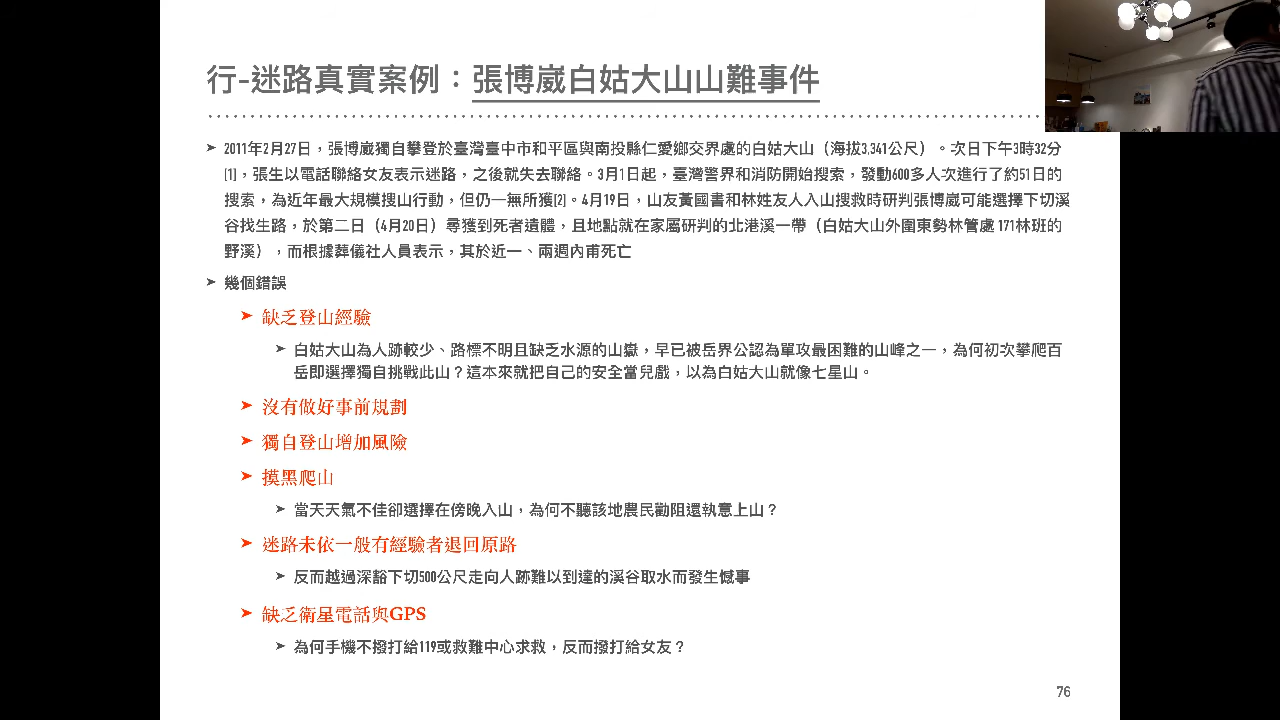 行-迷路真實案例：張博崴白姑大山山難事件
2011年2月27日，張博崴獨自攀登於臺灣臺中市和平區與南投縣仁愛鄉交界處的白姑大山（海拔3,341公尺）。次日下午3時32分
[1]，張生以電話聯絡女友表示迷路，之後就失去聯絡。3月1日起，臺灣警界和消防開始搜索，發動600多人次進行了約51日的
搜索，為近年最大規模搜山行動，但仍一無所獲[2]。4月19日，山友黃國書和林姓友人入山搜救時研判張博崴可能選擇下切溪
谷找生路，於第二日（4月20日）尋獲到死者遺體，且地點就在家屬研判的北港溪一帶（白姑大山外圍東勢林管處 171林班的
野溪），而根據葬儀社人員表示，其於近一、兩週內甫死亡
幾個錯誤
缺乏登山經驗
白姑大山為人跡較少、路標不明且缺乏水源的山嶽，早已被岳界公認為單攻最困難的山峰之一，為何初次攀爬百
岳即選擇獨自挑戰此山？這本來就把自己的安全當兒戲，以為白姑大山就像七星山。
沒有做好事前規劃
獨自登山增加風險
摸黑爬山
當天天氣不佳卻選擇在傍晚入山，為何不聽該地農民勸阻還執意上山？
迷路未依一般有經驗者退回原路
反而越過深豁下切500公尺走向人跡難以到達的溪谷取水而發生憾事
缺乏衛星電話與GPS
為何手機不撥打給119或救難中心求救，反而撥打給女友？
76